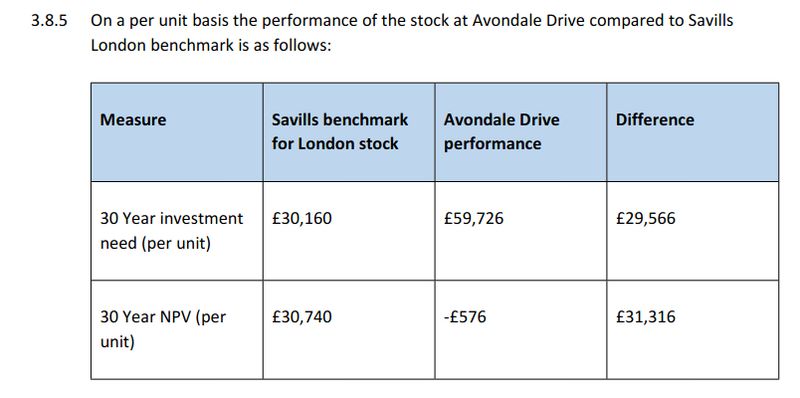 3.8.5 On a per unit basis the performance of the stock at Avondale Drive compared to Savills
London benchmark is as follows:
Measure
Savills benchmark
for London stock
Avondale Drive
performance
Difference
30 Year investment
need (per unit)
£30,160
£59,726
£29,566
30 Year NPV (per
unit)
£30,740
-£576
£31,316